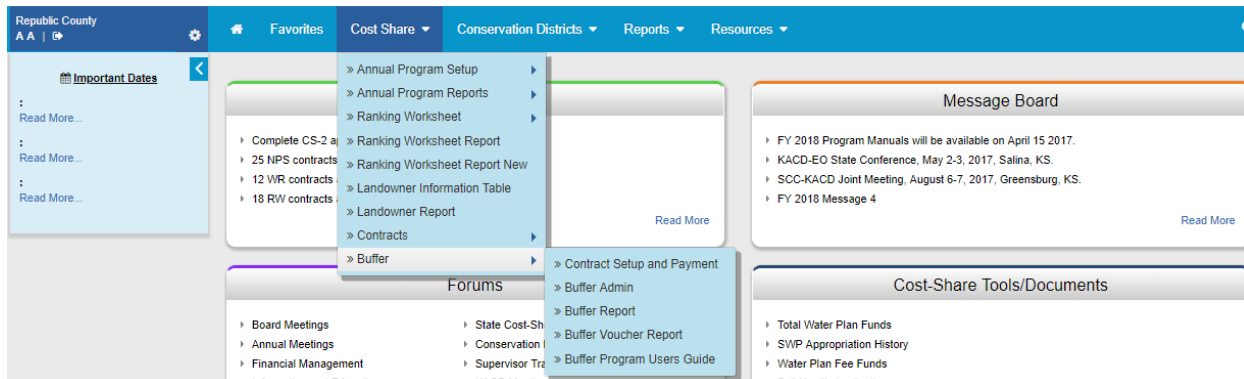 Republic County
A A |
Favorites
Cost Share
Conservation Districts
Reports
Resources
Important Dates
:
Read More...
:
Read More...
:
Read More...
» Annual Program Setup
» Annual Program Reports
» Ranking Worksheet
» Ranking Worksheet Report
» Ranking Worksheet Report New
» Landowner Information Table
» Landowner Report
» Contracts
» Buffer
» Contract Setup and Payment
» Buffer Admin
» Buffer Report
» Buffer Voucher Report
» Buffer Program Users Guide
Complete CS-2
25 NPS contracts
12 WR contracts
18 RW contracts
Read More
Message Board
FY 2018 Program Manuals will be available on April 15 2017.
KACD-EO State Conference, May 2-3, 2017, Salina, KS.
SCC-KACD Joint Meeting, August 6-7, 2017, Greensburg, KS.
FY 2018 Message 4
Read More
Forums
Board Meetings
Annual Meetings
Financial Management
State Cost-Sh
Conservation
Supervisor Tra
Cost-Share Tools/Documents
Total Water Plan Funds
SWP Appropriation History
Water Plan Fee Funds